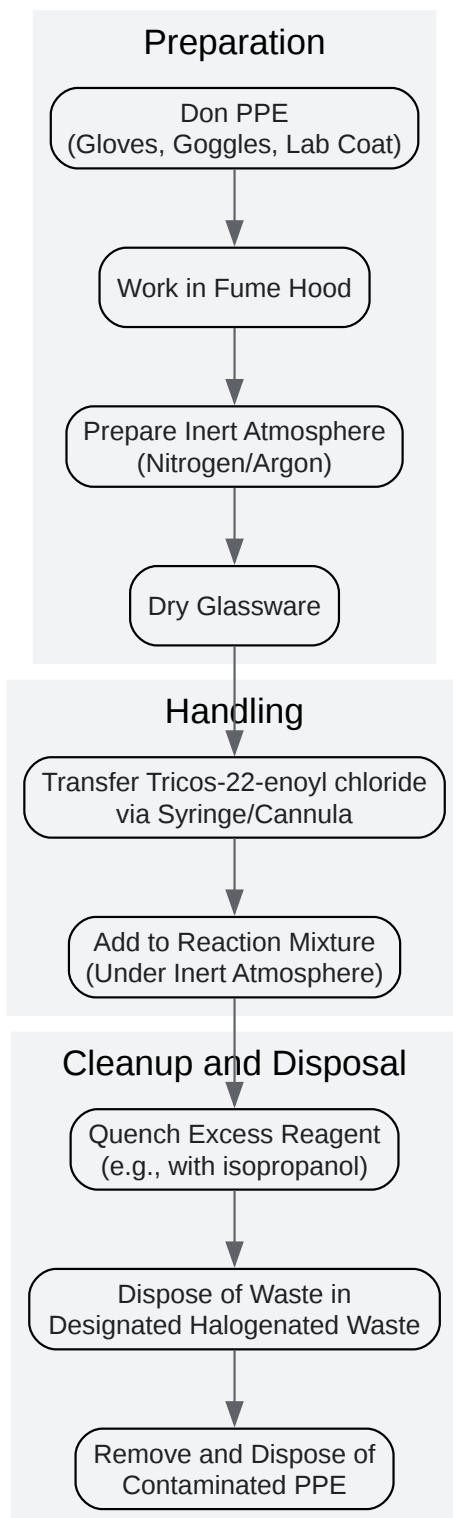 Preparation
Don PPE
(Gloves, Goggles, Lab Coat)
Work in Fume Hood
Prepare Inert Atmosphere
(Nitrogen/Argon)
Dry Glassware
Handling
Transfer Tricos-22-enoyl chloride
via Syringe/Cannula
Add to Reaction Mixture
(Under Inert Atmosphere)
Cleanup and Disposal
Quench Excess Reagent
(e.g., with isopropanol)
Dispose of Waste in
Designated Halogenated Waste
Remove and Dispose of
Contaminated PPE